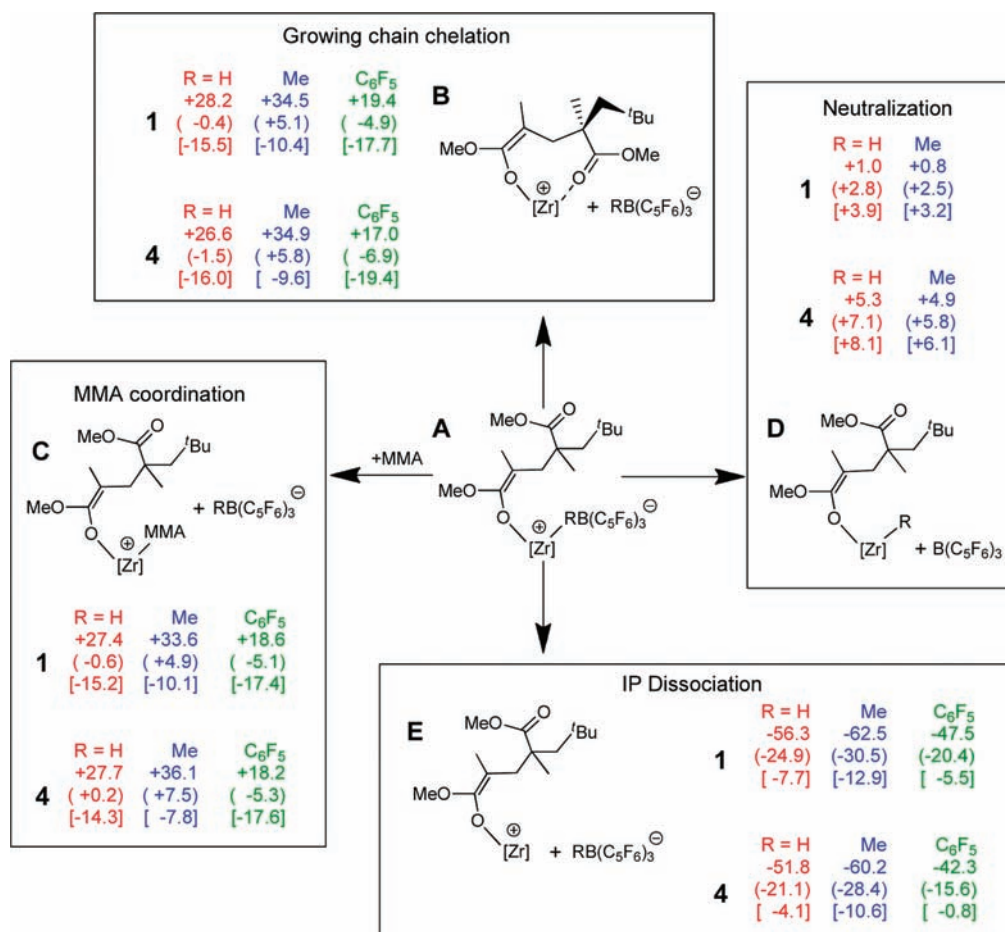 Growing chain chelation
R = H Me C6F5
+28.2 +34.5 +19.4
1 ( -0.4) ( +5.1) ( -4.9)
[-15.5] [-10.4] [-17.7]
R = H Me C6F5
+26.6 +34.9 +17.0
4 (-1.5) ( +5.8) ( -6.9)
[-16.0] [ -9.6] [-19.4]
B
tBu
MeO
OMe
O O
⊕
[Zr] + RB(C5F6)3⊖
Neutralization
R = H Me
+1.0 +0.8
1 (+2.8) (+2.5)
[+3.9] [+3.2]
R = H Me
+5.3 +4.9
4 (+7.1) (+5.8)
[+8.1] [+6.1]
D
O
MeO
tBu
MeO
O R
[Zr] + B(C5F6)3
MMA coordination
C
O
MeO
tBu
MeO
+ RB(C5F6)3⊖
O MMA
⊕
[Zr]
R = H Me C6F5
+27.4 +33.6 +18.6
1 ( -0.6) ( +4.9) ( -5.1)
[-15.2] [-10.1] [-17.4]
R = H Me C6F5
+27.7 +36.1 +18.2
4 ( +0.2) ( +7.5) ( -5.3)
[-14.3] [ -7.8] [-17.6]
+MMA
A
O
MeO
tBu
MeO
O
⊕ RB(C5F6)3⊖
[Zr]
IP Dissociation
E
O
MeO
tBu
MeO
O
⊕
[Zr] + RB(C5F6)3⊖
R = H Me C6F5
-56.3 -62.5 -47.5
1 (-24.9) (-30.5) (-20.4)
[ -7.7] [-12.9] [ -5.5]
R = H Me C6F5
-51.8 -60.2 -42.3
4 (-21.1) (-28.4) (-15.6)
[ -4.1] [-10.6] [ -0.8]